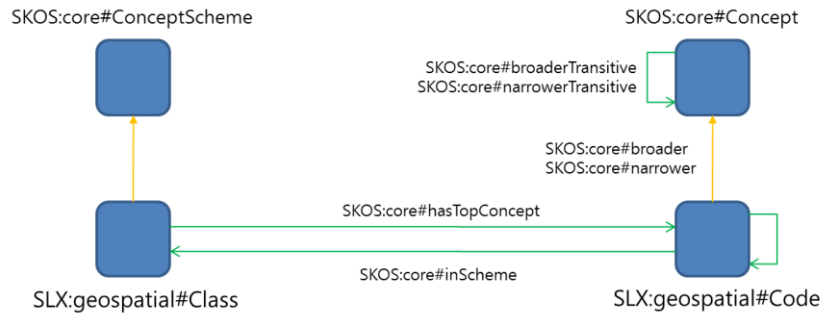 SKOS:core#ConceptScheme
SKOS:core#Concept
SKOS:core#broaderTransitive
SKOS:core#narrowerTransitive
SKOS:core#broader
SKOS:core#narrower
SKOS:core#hasTopConcept
SKOS:core#inScheme
SLX:geospatial#Class
SLX:geospatial#Code